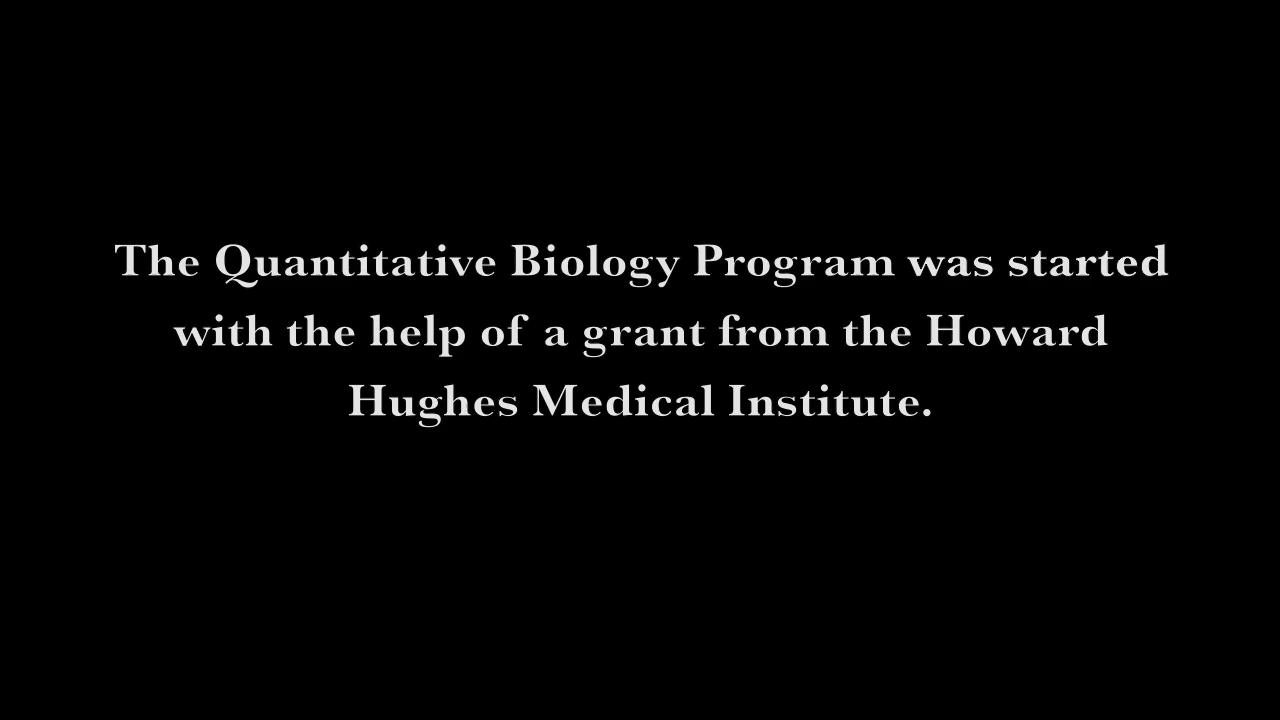 The Quantitative Biology Program was started
with the help of a grant from the Howard
Hughes Medical Institute.